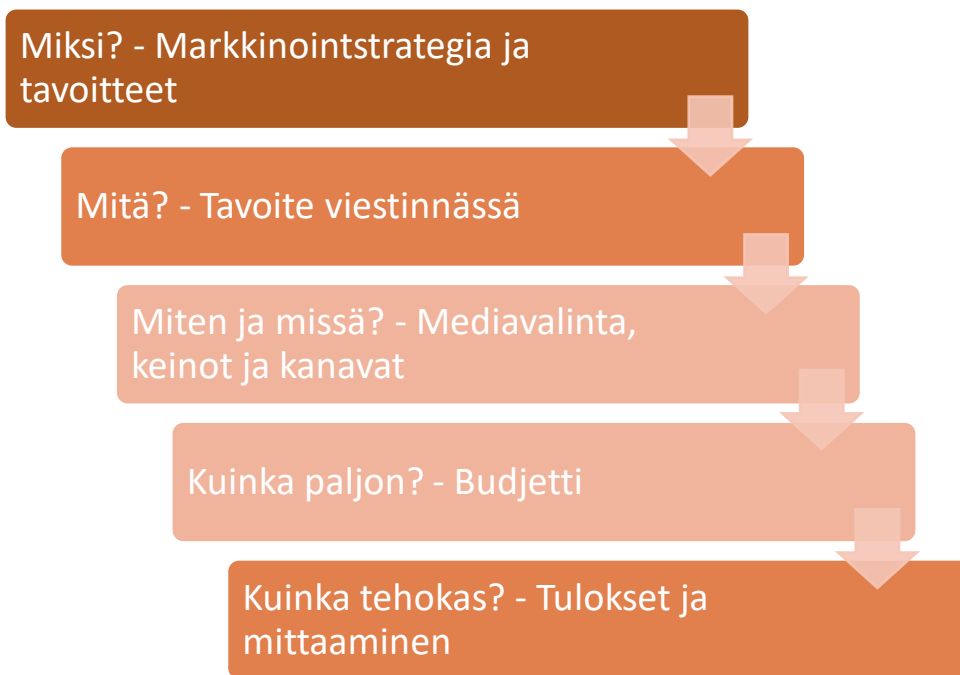 Miksi? - Markkinointstrategia ja
tavoitteet
Mitä? - Tavoite viestinnässä
Miten ja missä? - Mediavalinta,
keinot ja kanavat
Kuinka paljon? - Budjetti
Kuinka tehokas? - Tulokset ja
mittaaminen